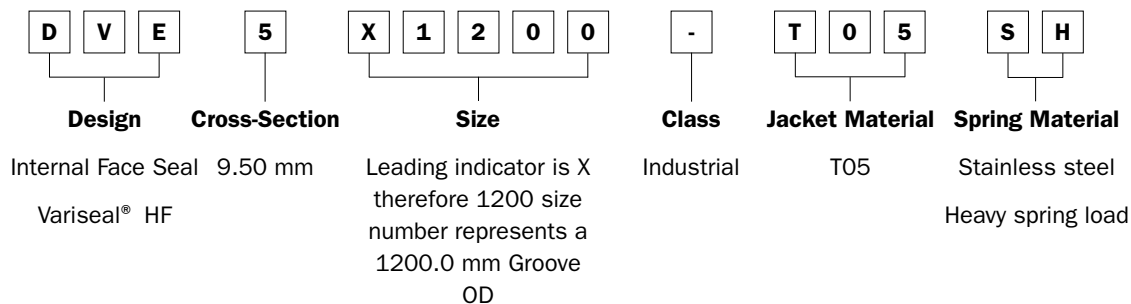 D V E 5 X 1 2 0 0 - T 0 5 S H
Design Cross-Section Size Class Jacket Material Spring Material
Internal Face Seal 9.50 mm Leading indicator is X Industrial T05 Stainless steel
therefore 1200 size
Variseal® HF number represents a Heavy spring load
1200.0 mm Groove
OD